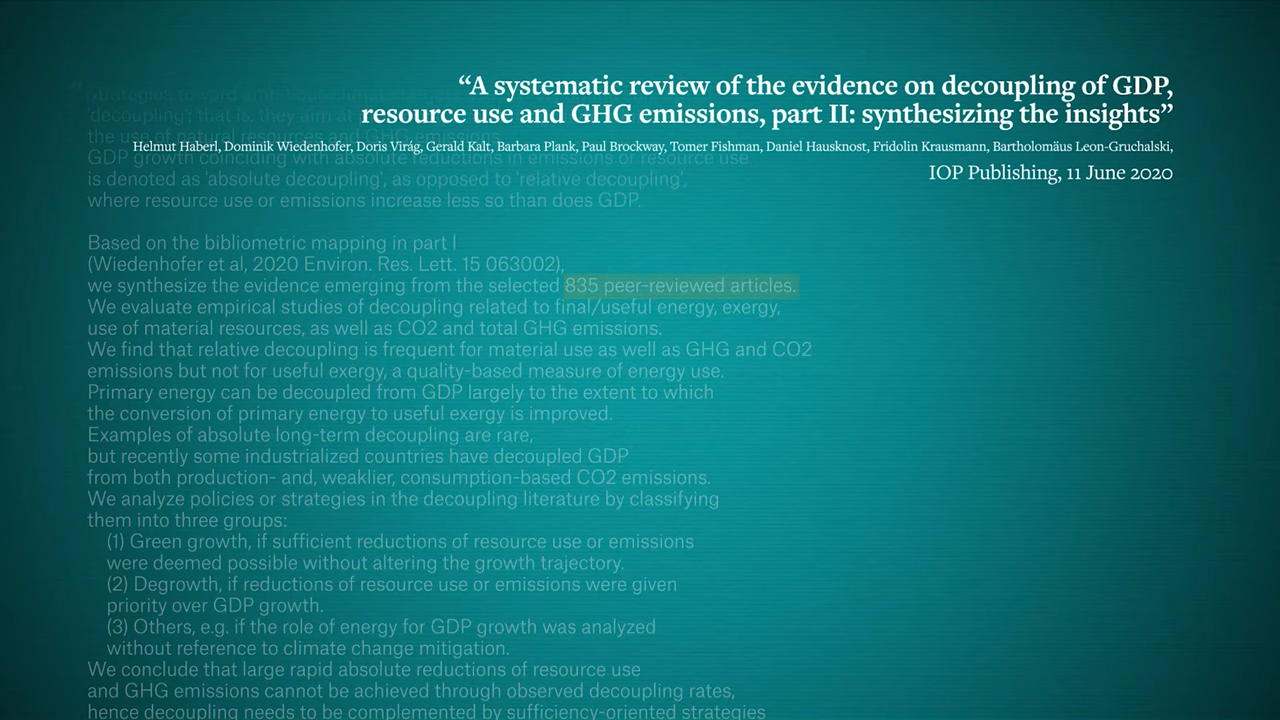 “A systematic review of the evidence on decoupling of GDP,
resource use and GHG emissions, part II: synthesizing the insights”
Helmut Haberl, Dominik Wiedenhofer, Doris Virág, Gerald Kalt, Barbara Plank, Paul Brockway, Tomer Fishman, Daniel Hausknost, Fridolin Krausmann, Bartholomäus Leon-Gruchalski,
IOP Publishing, 11 June 2020
'decoupling'; that is, they aim at
the use of natural resources and GHG emissions.
GDP growth coinciding with absolute reductions in emissions or resource use
is denoted as 'absolute decoupling', as opposed to 'relative decoupling',
where resource use or emissions increase less so than does GDP.
Based on the bibliometric mapping in part I
(Wiedenhofer et al, 2020 Environ. Res. Lett. 15 063002),
we synthesize the evidence emerging from the selected 835 peer-reviewed articles.
We evaluate empirical studies of decoupling related to final/useful energy, exergy,
use of material resources, as well as CO2 and total GHG emissions.
We find that relative decoupling is frequent for material use as well as GHG and CO2
emissions but not for useful exergy, a quality-based measure of energy use.
Primary energy can be decoupled from GDP largely to the extent to which
the conversion of primary energy to useful exergy is improved.
Examples of absolute long-term decoupling are rare,
but recently some industrialized countries have decoupled GDP
from both production- and, weaklier, consumption-based CO2 emissions.
We analyze policies or strategies in the decoupling literature by classifying
them into three groups:
(1) Green growth, if sufficient reductions of resource use or emissions
were deemed possible without altering the growth trajectory.
(2) Degrowth, if reductions of resource use or emissions were given
priority over GDP growth.
(3) Others, e.g. if the role of energy for GDP growth was analyzed
without reference to climate change mitigation.
We conclude that large rapid absolute reductions of resource use
and GHG emissions cannot be achieved through observed decoupling rates,
hence decoupling needs to be complemented by sufficiency-oriented strategies